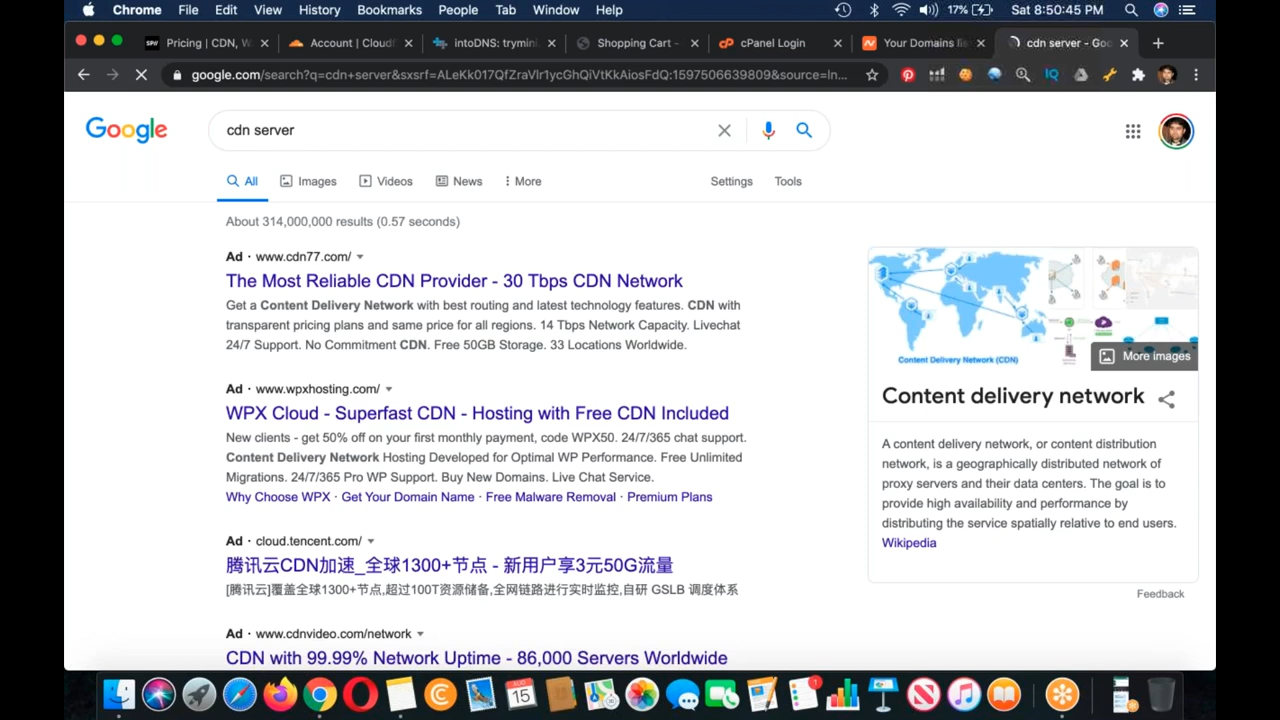 Chrome File Edit View History Bookmarks People Tab Window Help 17% Sat 8:50:45 PM
Pricing | CDN, W Account | Cloudf intoDNS: trymini. Shopping Cart - cPanel Login Your Domains lis cdn server - Goo
google.com/search?q=cdn+server&sxsrf=ALeKk017QfZraVlr1ycGhQiVtKkAiosFdQ:1597506639809&source=ln...
Google
cdn server
All Images Videos News More Settings Tools
About 314,000,000 results (0.57 seconds)
Ad · www.cdn77.com/
The Most Reliable CDN Provider - 30 Tbps CDN Network
Get a Content Delivery Network with best routing and latest technology features. CDN with
transparent pricing plans and same price for all regions. 14 Tbps Network Capacity. Livechat
24/7 Support. No Commitment CDN. Free 50GB Storage. 33 Locations Worldwide.
Ad · www.wpxhosting.com/
WPX Cloud - Superfast CDN - Hosting with Free CDN Included
New clients - get 50% off on your first monthly payment, code WPX50. 24/7/365 chat support.
Content Delivery Network Hosting Developed for Optimal WP Performance. Free Unlimited
Migrations. 24/7/365 Pro WP Support. Buy New Domains. Live Chat Service.
Why Choose WPX · Get Your Domain Name · Free Malware Removal · Premium Plans
Ad · cloud.tencent.com/
腾讯云CDN加速_全球1300+节点 - 新用户享3元50G流量
[腾讯云]覆盖全球1300+节点,超过100T资源储备,全网链路进行实时监控,自研 GSLB 调度体系
Ad · www.cdnvideo.com/network
CDN with 99.99% Network Uptime - 86,000 Servers Worldwide
Content Delivery Network (CDN)
More images
Content delivery network
A content delivery network, or content distribution
network, is a geographically distributed network of
proxy servers and their data centers. The goal is to
provide high availability and performance by
distributing the service spatially relative to end users.
Wikipedia
Feedback
AUG
15
1